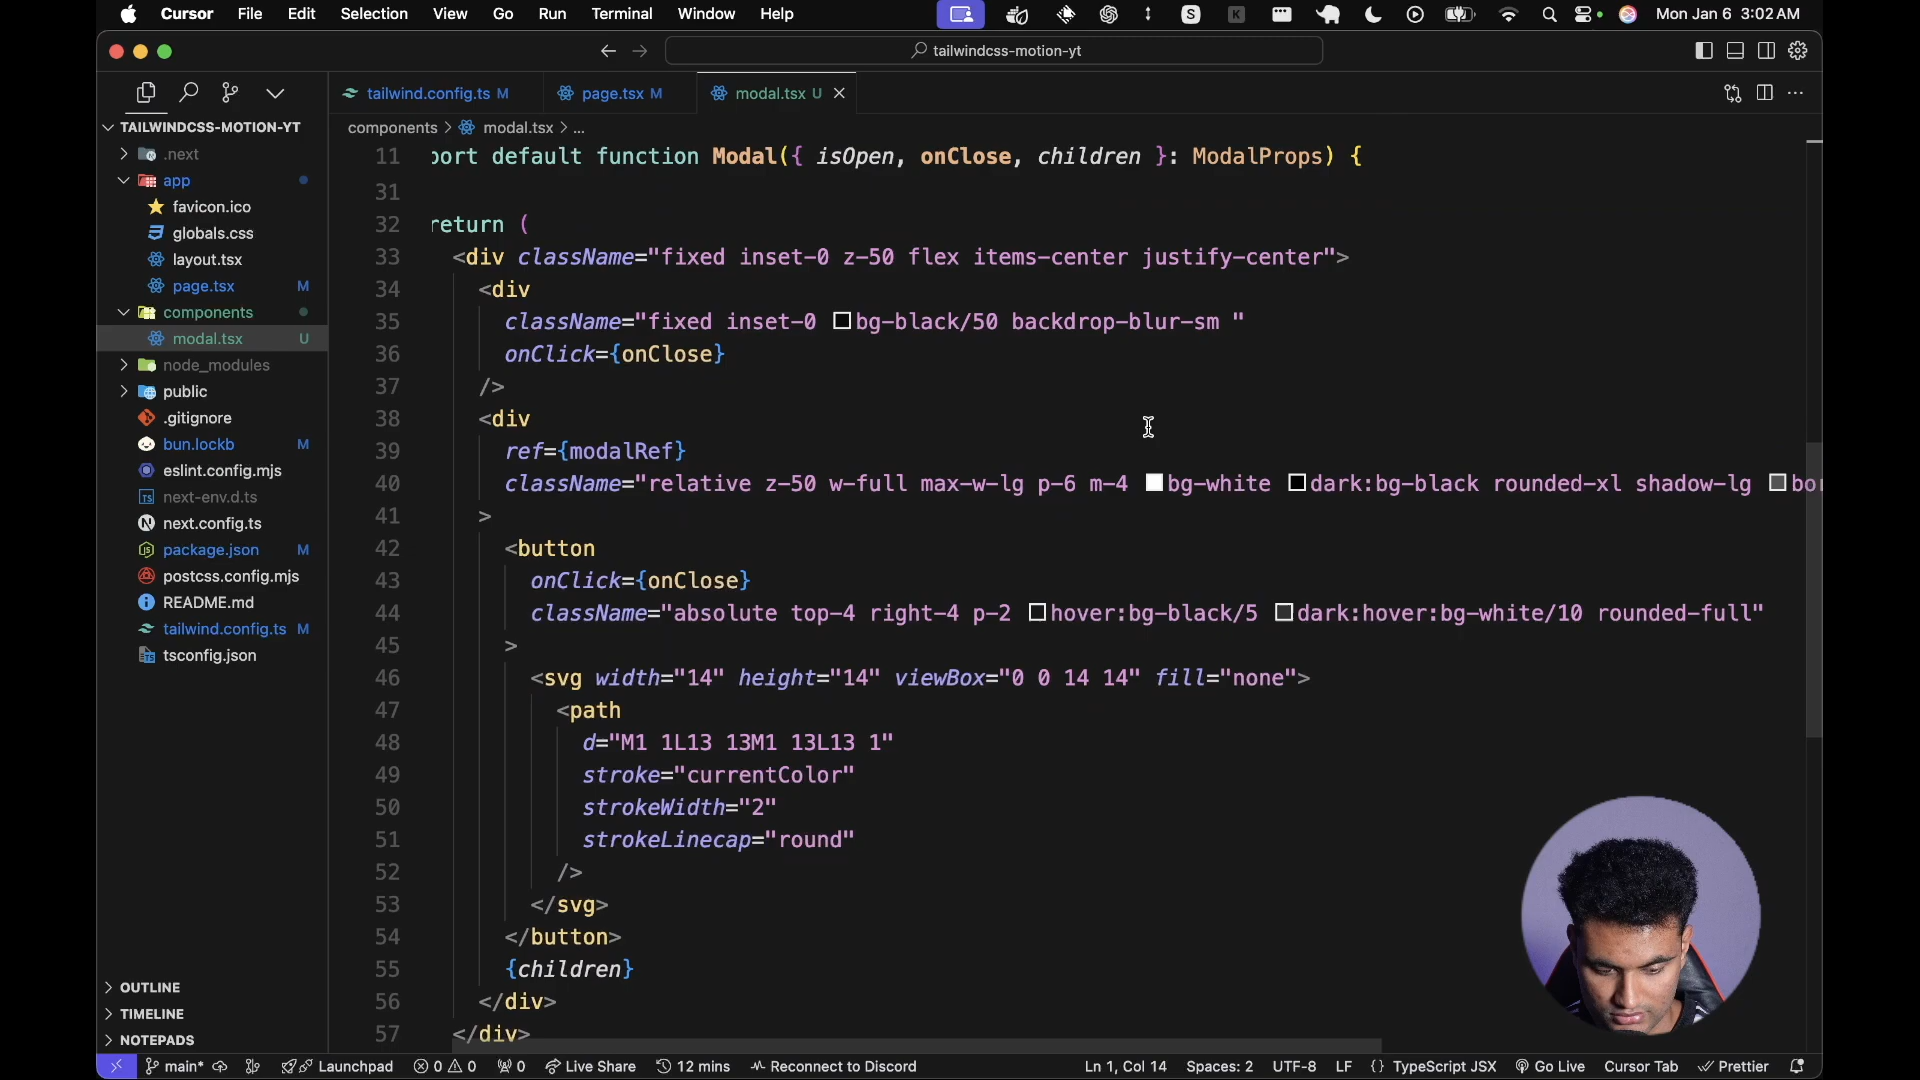 Cursor File Edit Selection View Go Run Terminal Window Help Mon Jan 6 3:02 AM
tailwindcss-motion-yt
tailwind.config.ts M page.tsx M modal.tsx U
TAILWINDCSS-MOTION-YT
.next
app
favicon.ico
globals.css
layout.tsx
page.tsx M
components
modal.tsx U
node_modules
public
.gitignore
bun.lockb M
eslint.config.mjs
next-env.d.ts
next.config.ts
package.json M
postcss.config.mjs
README.md
tailwind.config.ts M
tsconfig.json
OUTLINE
TIMELINE
NOTEPADS
components > modal.tsx > ...
11 port default function Modal({ isOpen, onClose, children }: ModalProps) {
31
32 return (
33 <div className="fixed inset-0 z-50 flex items-center justify-center">
34 <div
35 className="fixed inset-0 bg-black/50 backdrop-blur-sm "
36 onClick={onClose}
37 />
38 <div
39 ref={modalRef}
40 className="relative z-50 w-full max-w-lg p-6 m-4 bg-white dark:bg-black rounded-xl shadow-lg bor
41 >
42 <button
43 onClick={onClose}
44 className="absolute top-4 right-4 p-2 hover:bg-black/5 dark:hover:bg-white/10 rounded-full"
45 >
46 <svg width="14" height="14" viewBox="0 0 14 14" fill="none">
47 <path
48 d="M1 1L13 13M1 13L13 1"
49 stroke="currentColor"
50 strokeWidth="2"
51 strokeLinecap="round"
52 />
53 </svg>
54 </button>
55 {children}
56 </div>
57 </div>
main* Launchpad 0 0 0 Live Share 12 mins Reconnect to Discord Ln 1, Col 14 Spaces: 2 UTF-8 LF {} TypeScript JSX Go Live Cursor Tab Prettier